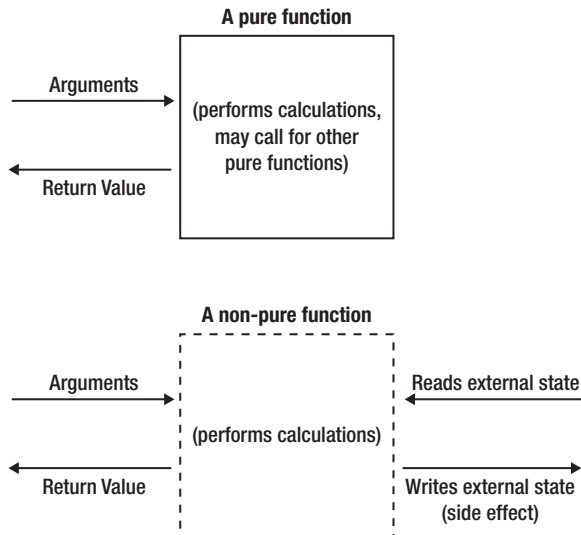 A pure function
Arguments
(performs calculations,
may call for other
pure functions)
Return Value
A non-pure function
Arguments
Reads external state
(performs calculations)
Return Value
Writes external state
(side effect)